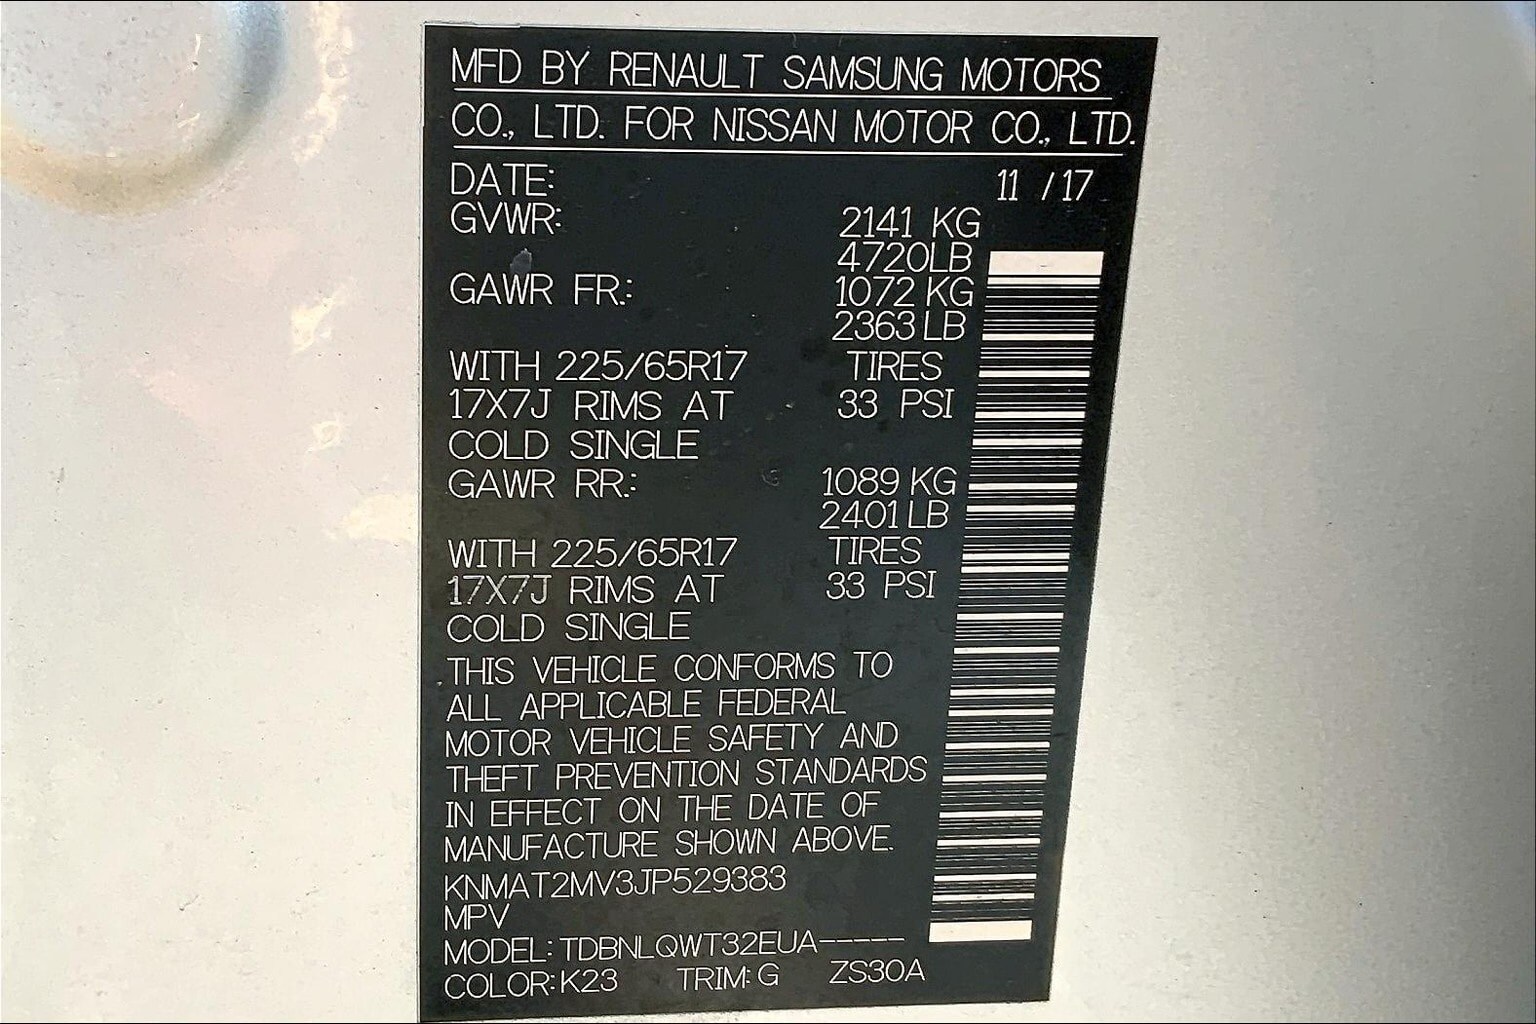 MFD BY RENAULT SAMSUNG MOTORS
CO., LTD. FOR NISSAN MOTOR CO., LTD.
DATE: 11 / 17
GVWR: 2141 KG
4720LB
GAWR FR.: 1072 KG
2363 LB
WITH 225/65R17 TIRES
17X7J RIMS AT 33 PSI
COLD SINGLE
GAWR RR.: 1089 KG
2401 LB
WITH 225/65R17 TIRES
17X7J RIMS AT 33 PSI
COLD SINGLE
THIS VEHICLE CONFORMS TO
ALL APPLICABLE FEDERAL
MOTOR VEHICLE SAFETY AND
THEFT PREVENTION STANDARDS
IN EFFECT ON THE DATE OF
MANUFACTURE SHOWN ABOVE.
KNMAT2MV3JP529383
MPV
MODEL: TDBNLQWT32EUA-----
COLOR: K23 TRIM: G ZS30A